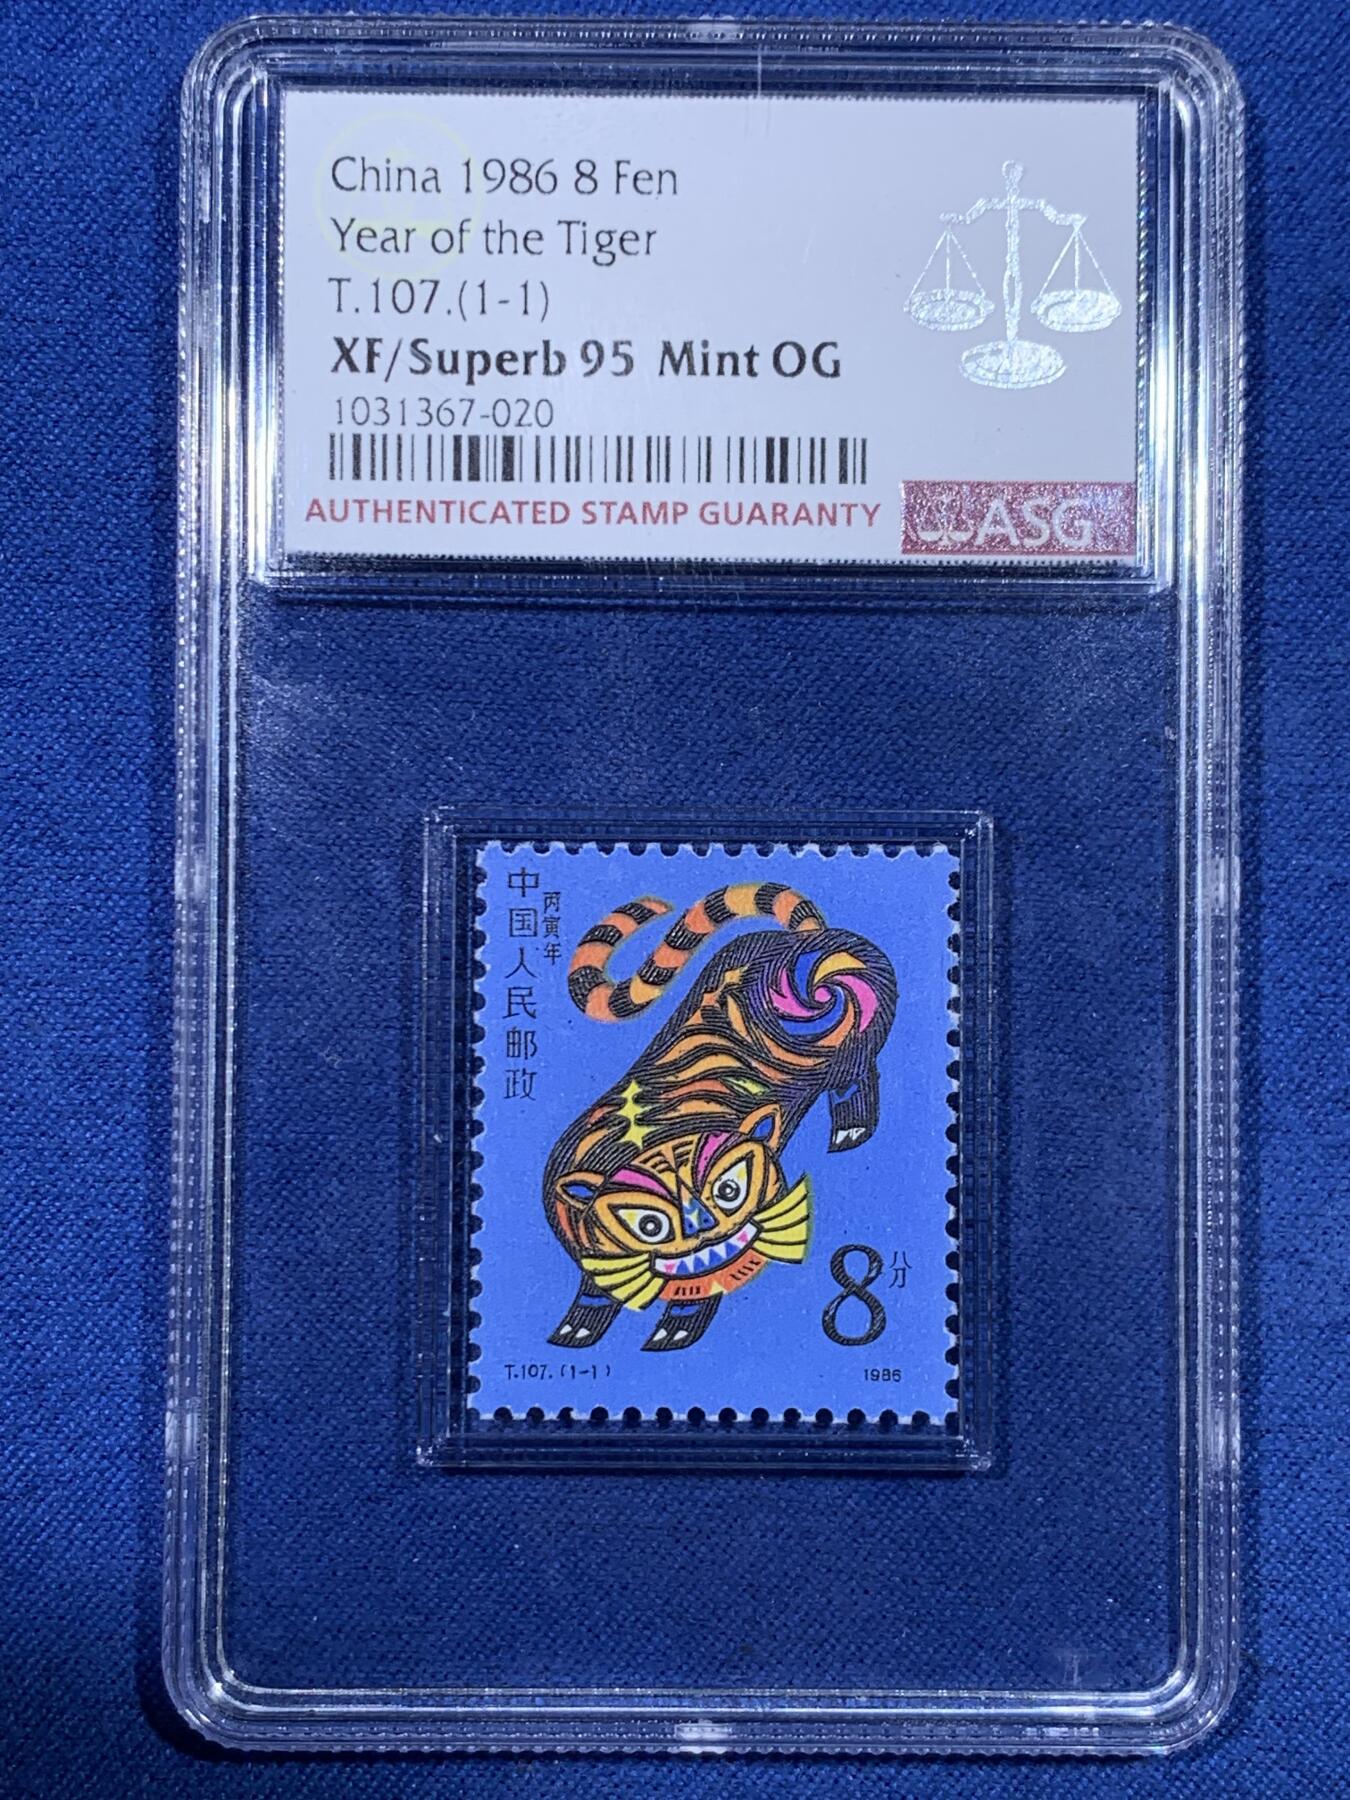 China 1986 8 Fen
Year of the Tiger
T.107.(1-1)
XF/Superb 95 Mint OG
1031367-020
AUTHENTICATED STAMP GUARANTY
ASG
中国人民邮政
丙寅年
8
八分
T.107.(1-1)
1986